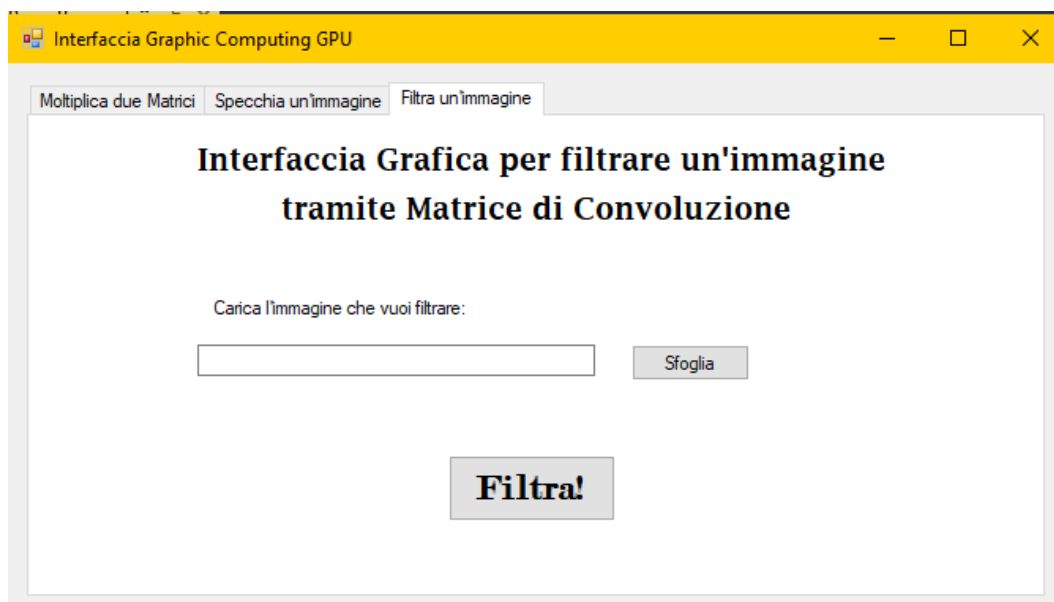 Interfaccia Graphic Computing GPU
Moltiplica due Matrici Specchia un'immagine Filtra un'immagine
Interfaccia Grafica per filtrare un'immagine
tramite Matrice di Convoluzione
Carica l'immagine che vuoi filtrare:
Sfoglia
Filtra!